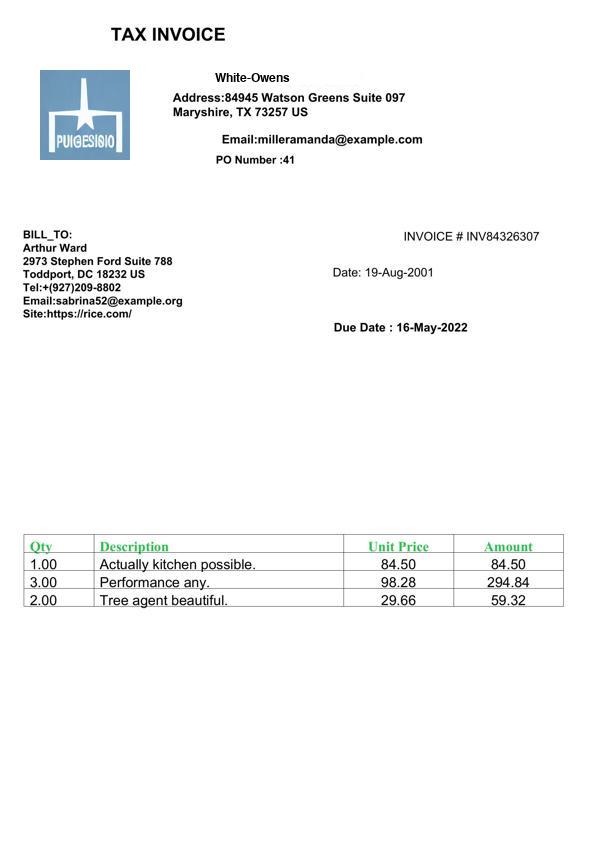 TAX INVOICE
White-Owens
Address:84945 Watson Greens Suite 097
Maryshire, TX 73257 US
PUIGESISIO
Email:milleramanda@example.com
PO Number :41
BILL_TO:
Arthur Ward
2973 Stephen Ford Suite 788
Toddport, DC 18232 US
Tel:+(927)209-8802
Email:sabrina52@example.org
Site:https://rice.com/
INVOICE # INV84326307
Date: 19-Aug-2001
Due Date : 16-May-2022
Qty Description Unit Price Amount
1.00 Actually kitchen possible. 84.50 84.50
3.00 Performance any. 98.28 294.84
2.00 Tree agent beautiful. 29.66 59.32